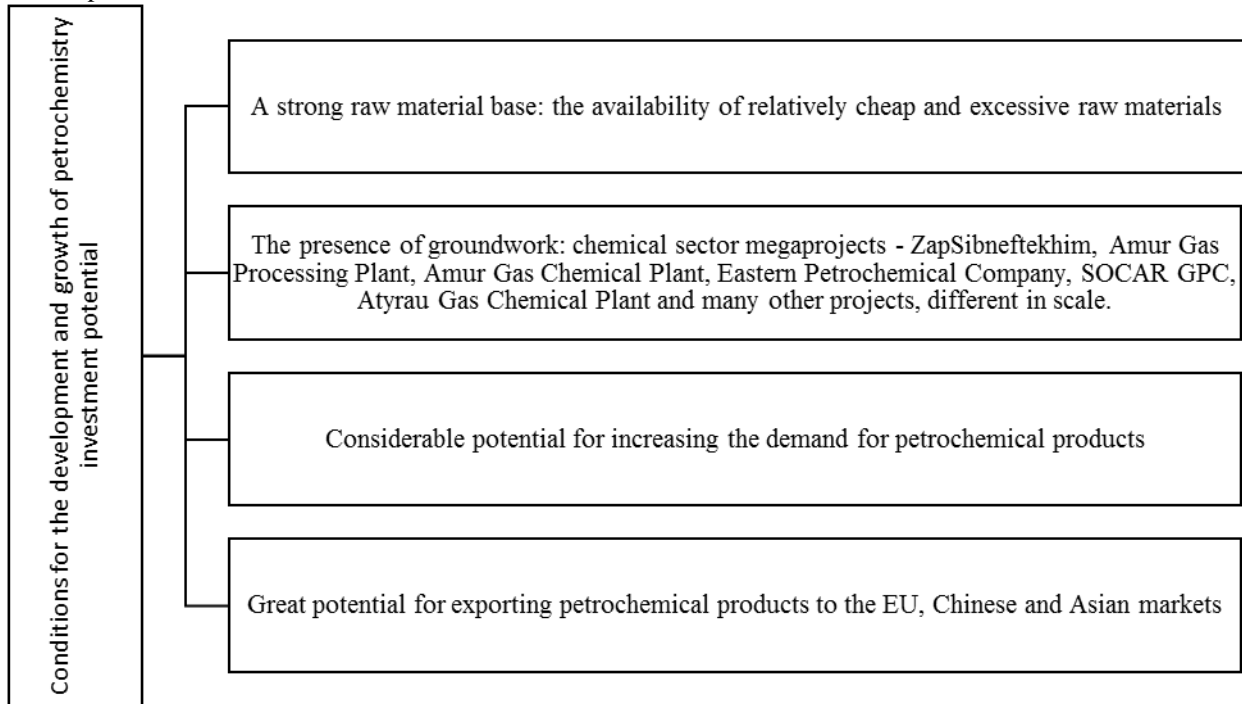 Conditions for the development and growth of petrochemistry
investment potential
A strong raw material base: the availability of relatively cheap and excessive raw materials
The presence of groundwork: chemical sector megaprojects - ZapSibneftekhim, Amur Gas
Processing Plant, Amur Gas Chemical Plant, Eastern Petrochemical Company, SOCAR GPC,
Atyrau Gas Chemical Plant and many other projects, different in scale.
Considerable potential for increasing the demand for petrochemical products
Great potential for exporting petrochemical products to the EU, Chinese and Asian markets